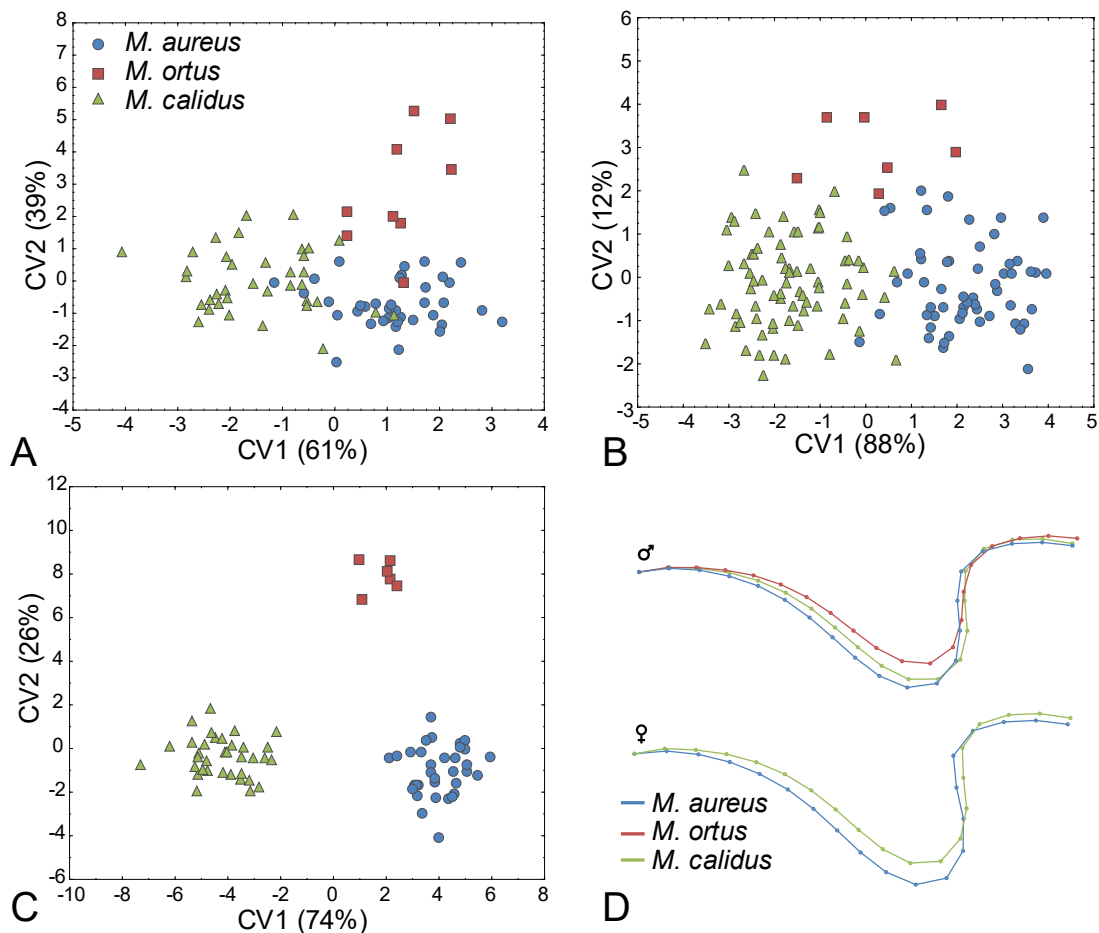 8
7
6
5
4
3
2
1
0
-1
-2
-3
-4
-5 -4 -3 -2 -1 0 1 2 3 4
CV2 (39%)
CV1 (61%)
M. aureus
M. ortus
M. calidus
A
6
5
4
3
2
1
0
-1
-2
-3
-5 -4 -3 -2 -1 0 1 2 3 4 5
CV2 (12%)
CV1 (88%)
B
12
10
8
6
4
2
0
-2
-4
-6
-10 -8 -6 -4 -2 0 2 4 6 8
CV2 (26%)
CV1 (74%)
C
♂
♀
M. aureus
M. ortus
M. calidus
D